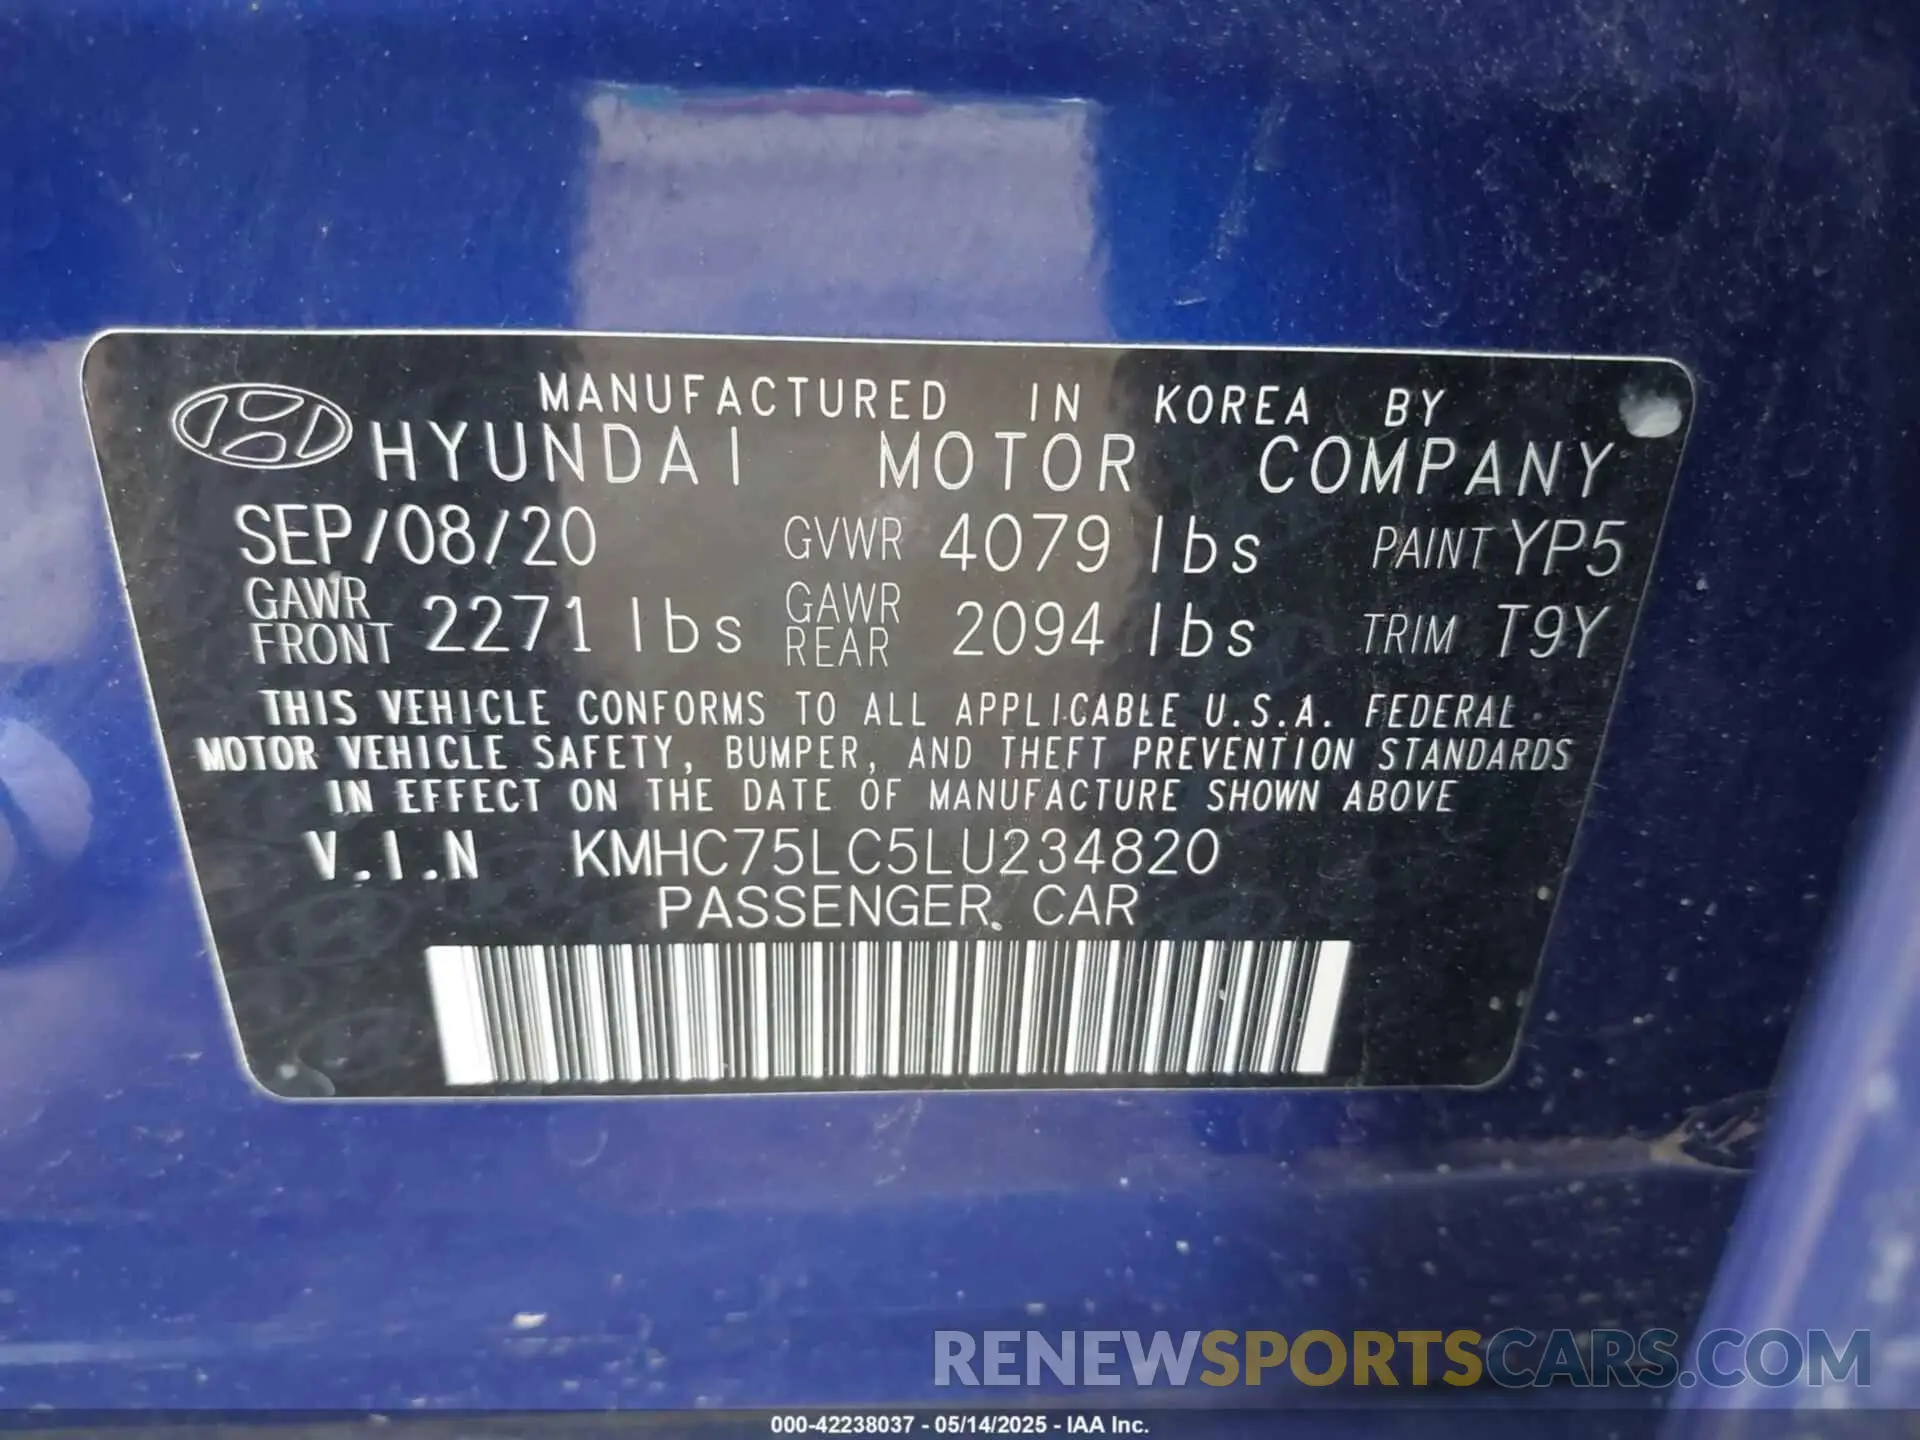 MANUFACTURED IN KOREA BY
HYUNDAI MOTOR COMPANY
SEP/08/20 GVWR 4079 lbs PAINT YP5
GAWR FRONT 2271 lbs GAWR REAR 2094 lbs TRIM T9Y
THIS VEHICLE CONFORMS TO ALL APPLICABLE U.S.A. FEDERAL
MOTOR VEHICLE SAFETY, BUMPER, AND THEFT PREVENTION STANDARDS
IN EFFECT ON THE DATE OF MANUFACTURE SHOWN ABOVE
V.I.N KMHC75LC5LU234820
PASSENGER CAR
RENEWSPORTSCARS.COM
000-42238037 - 05/14/2025 - IAA Inc.